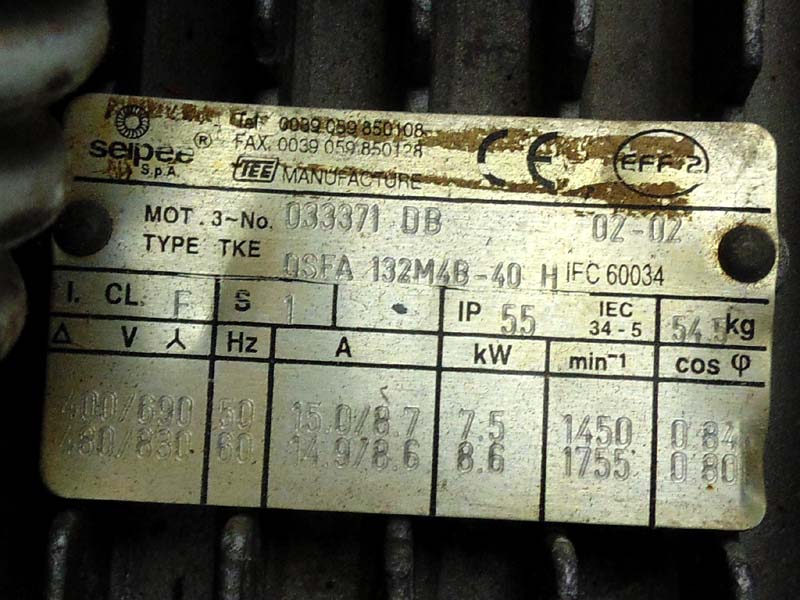 Tel 0039 059 850108
seipee®
S.p.A.
FAX. 0039 059 850128
TEE MANUFACTURE
CE
EFF 2
MOT. 3~No. 033371 DB 02-02
TYPE TKE QSFA 132M4B-40 H IFC 60034
I. CL. F S 1 IP 55 IEC 34-5 54.5 kg
Δ V ⅄ Hz A kW min⁻¹ cos φ
400/690 50 15.0/8.7 7.5 1450 0.84
480/830 60 14.9/8.6 8.6 1755 0.80